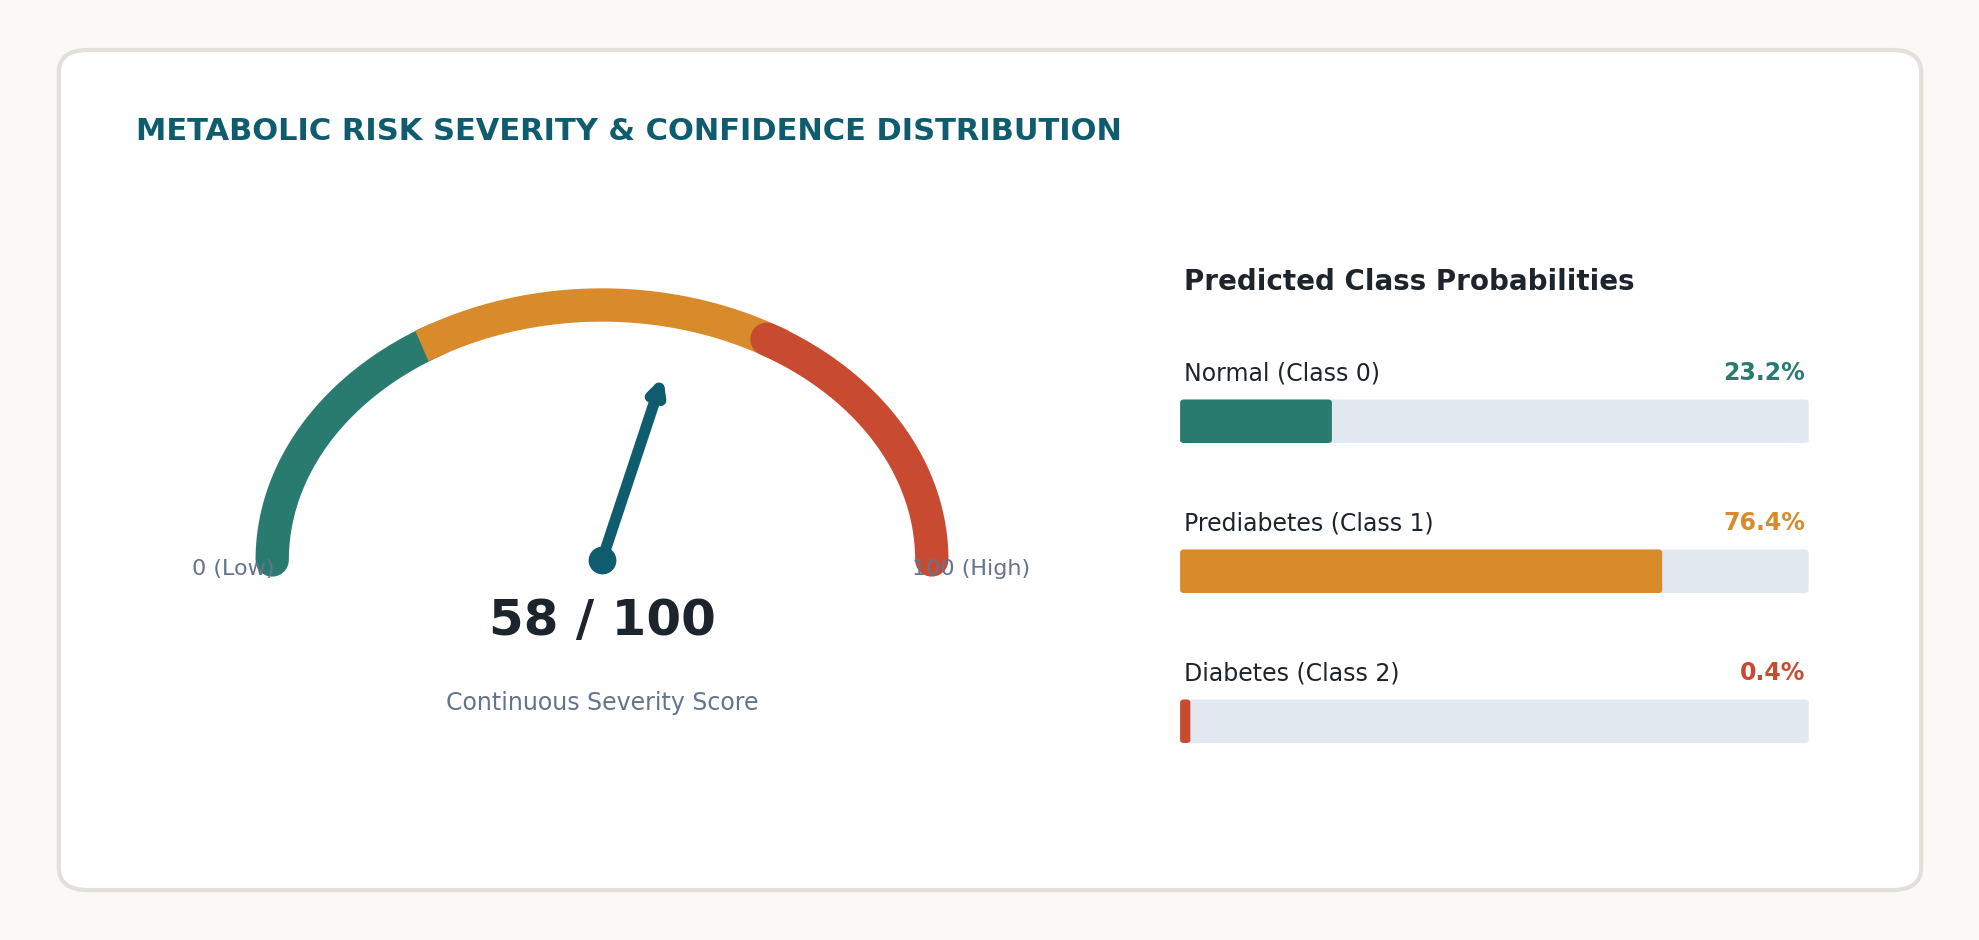 METABOLIC RISK SEVERITY & CONFIDENCE DISTRIBUTION
0 (Low)
100 (High)
58 / 100
Continuous Severity Score
Predicted Class Probabilities
Normal (Class 0) 23.2%
Prediabetes (Class 1) 76.4%
Diabetes (Class 2) 0.4%